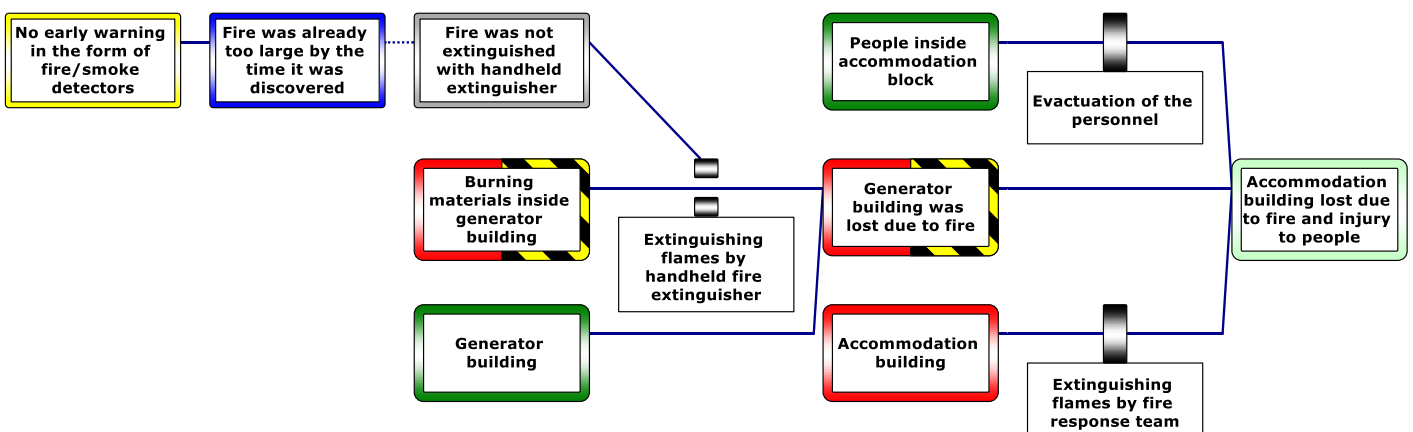 No early warning
in the form of
fire/smoke
detectors
Fire was already
too large by the
time it was
discovered
Fire was not
extinguished
with handheld
extinguisher
People inside
accommodation
block
Evactuation of the
personnel
Burning
materials inside
generator
building
Extinguishing
flames by
handheld fire
extinguisher
Generator
building was
lost due to fire
Accommodation
building lost due
to fire and injury
to people
Generator
building
Accommodation
building
Extinguishing
flames by fire
response team